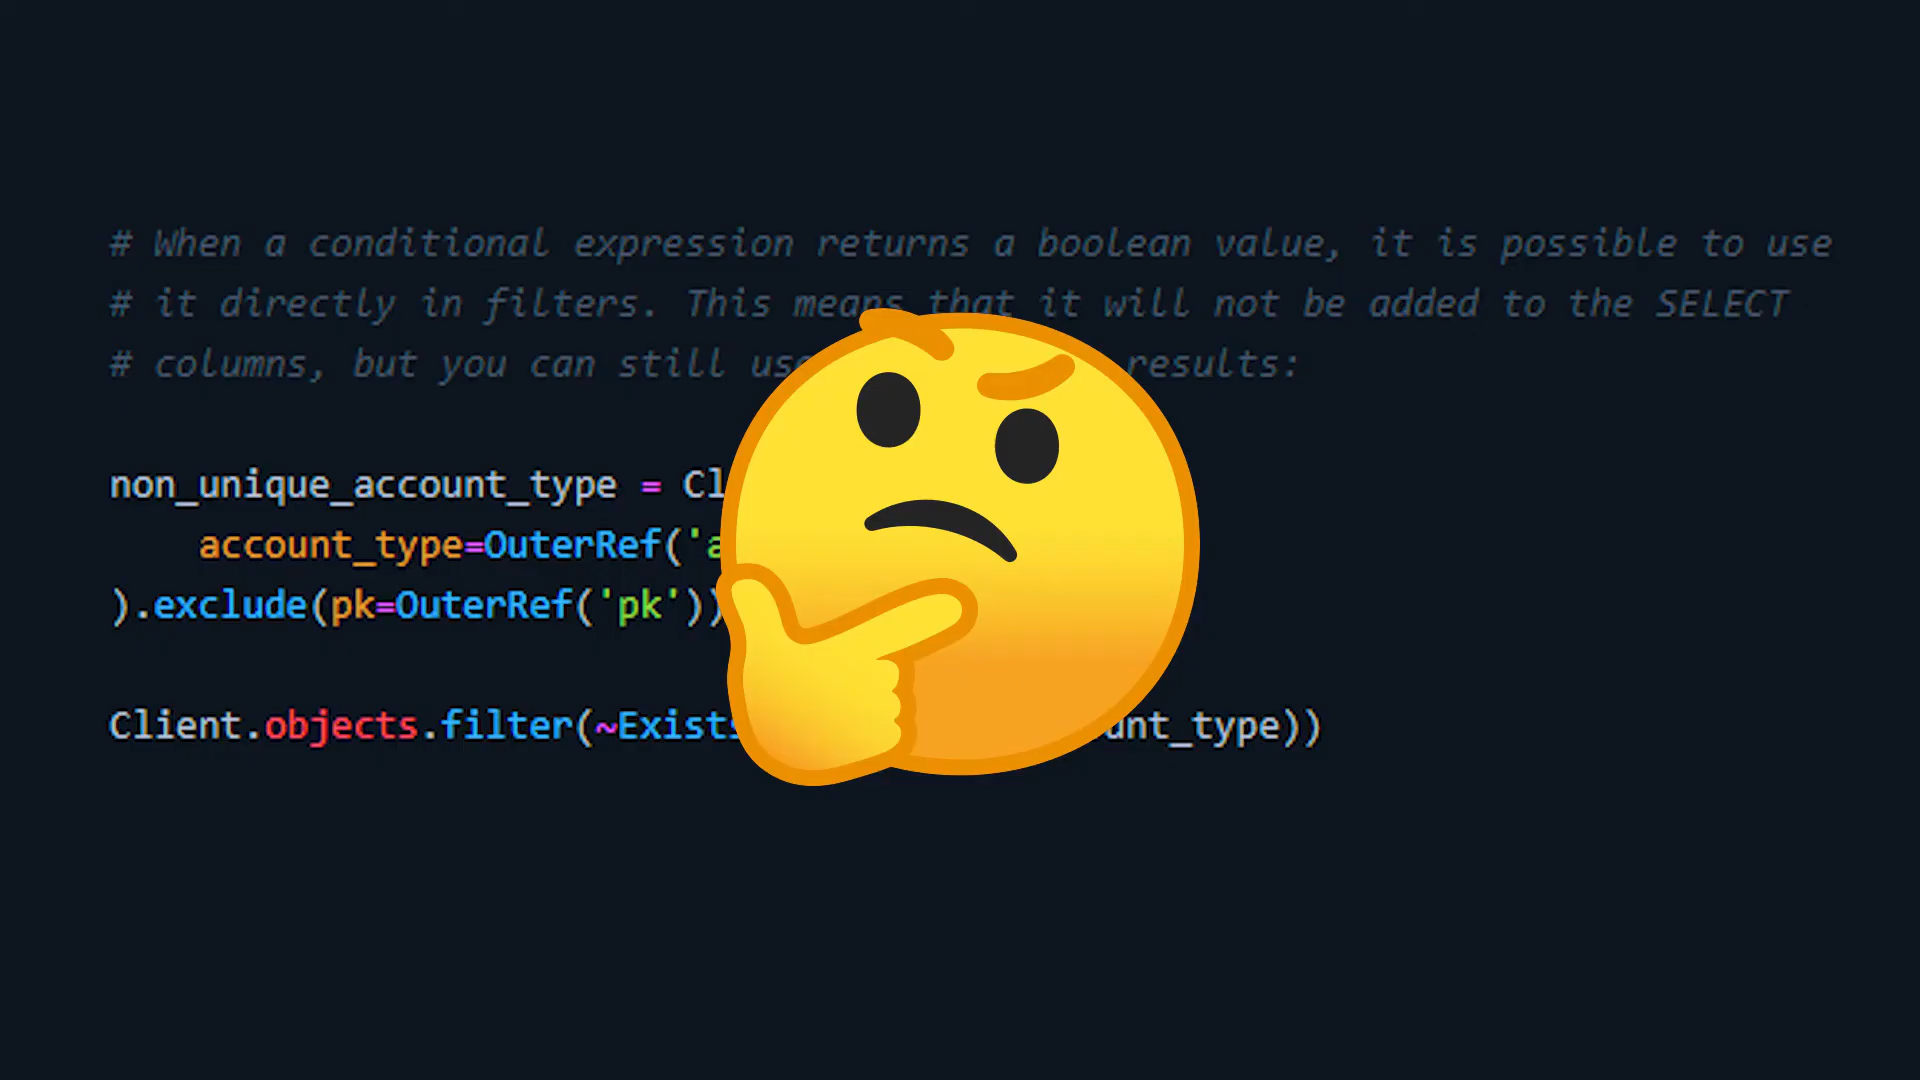 # When a conditional expression returns a boolean value, it is possible to use
# it directly in filters. This means that it will not be added to the SELECT
# columns, but you can still use results:
non_unique_account_type =
account_type=OuterRef('
).exclude(pk=OuterRef('pk'))
Client.objects.filter(~Exists unt_type))